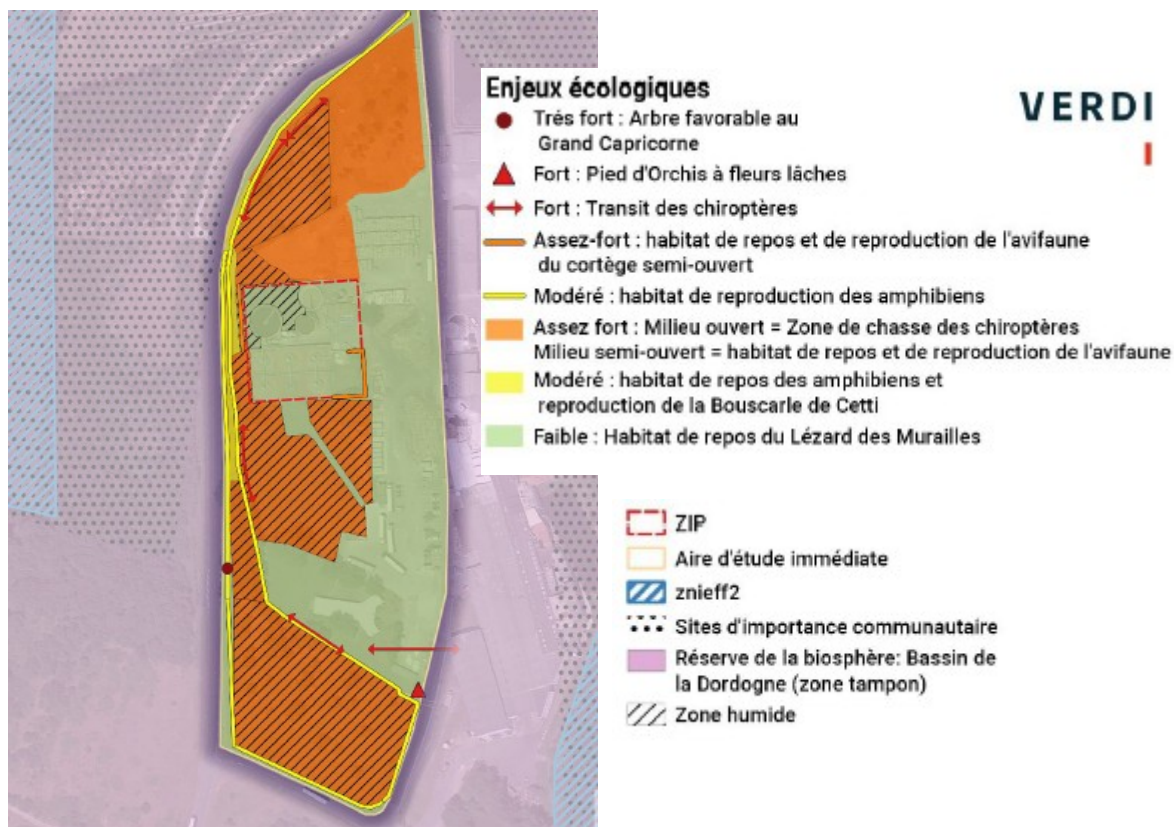 Enjeux écologiques
VERDI
Trés fort : Arbre favorable au
Grand Capricorne
Fort : Pied d'Orchis à fleurs lâches
Fort : Transit des chiroptères
Assez-fort : habitat de repos et de reproduction de l'avifaune
du cortège semi-ouvert
Modéré : habitat de reproduction des amphibiens
Assez fort : Milieu ouvert = Zone de chasse des chiroptères
Milieu semi-ouvert = habitat de repos et de reproduction de l'avifaune
Modéré : habitat de repos des amphibiens et
reproduction de la Bouscarle de Cetti
Faible : Habitat de repos du Lézard des Murailles
ZIP
Aire d'étude immédiate
znieff2
Sites d'importance communautaire
Réserve de la biosphère: Bassin de
la Dordogne (zone tampon)
Zone humide